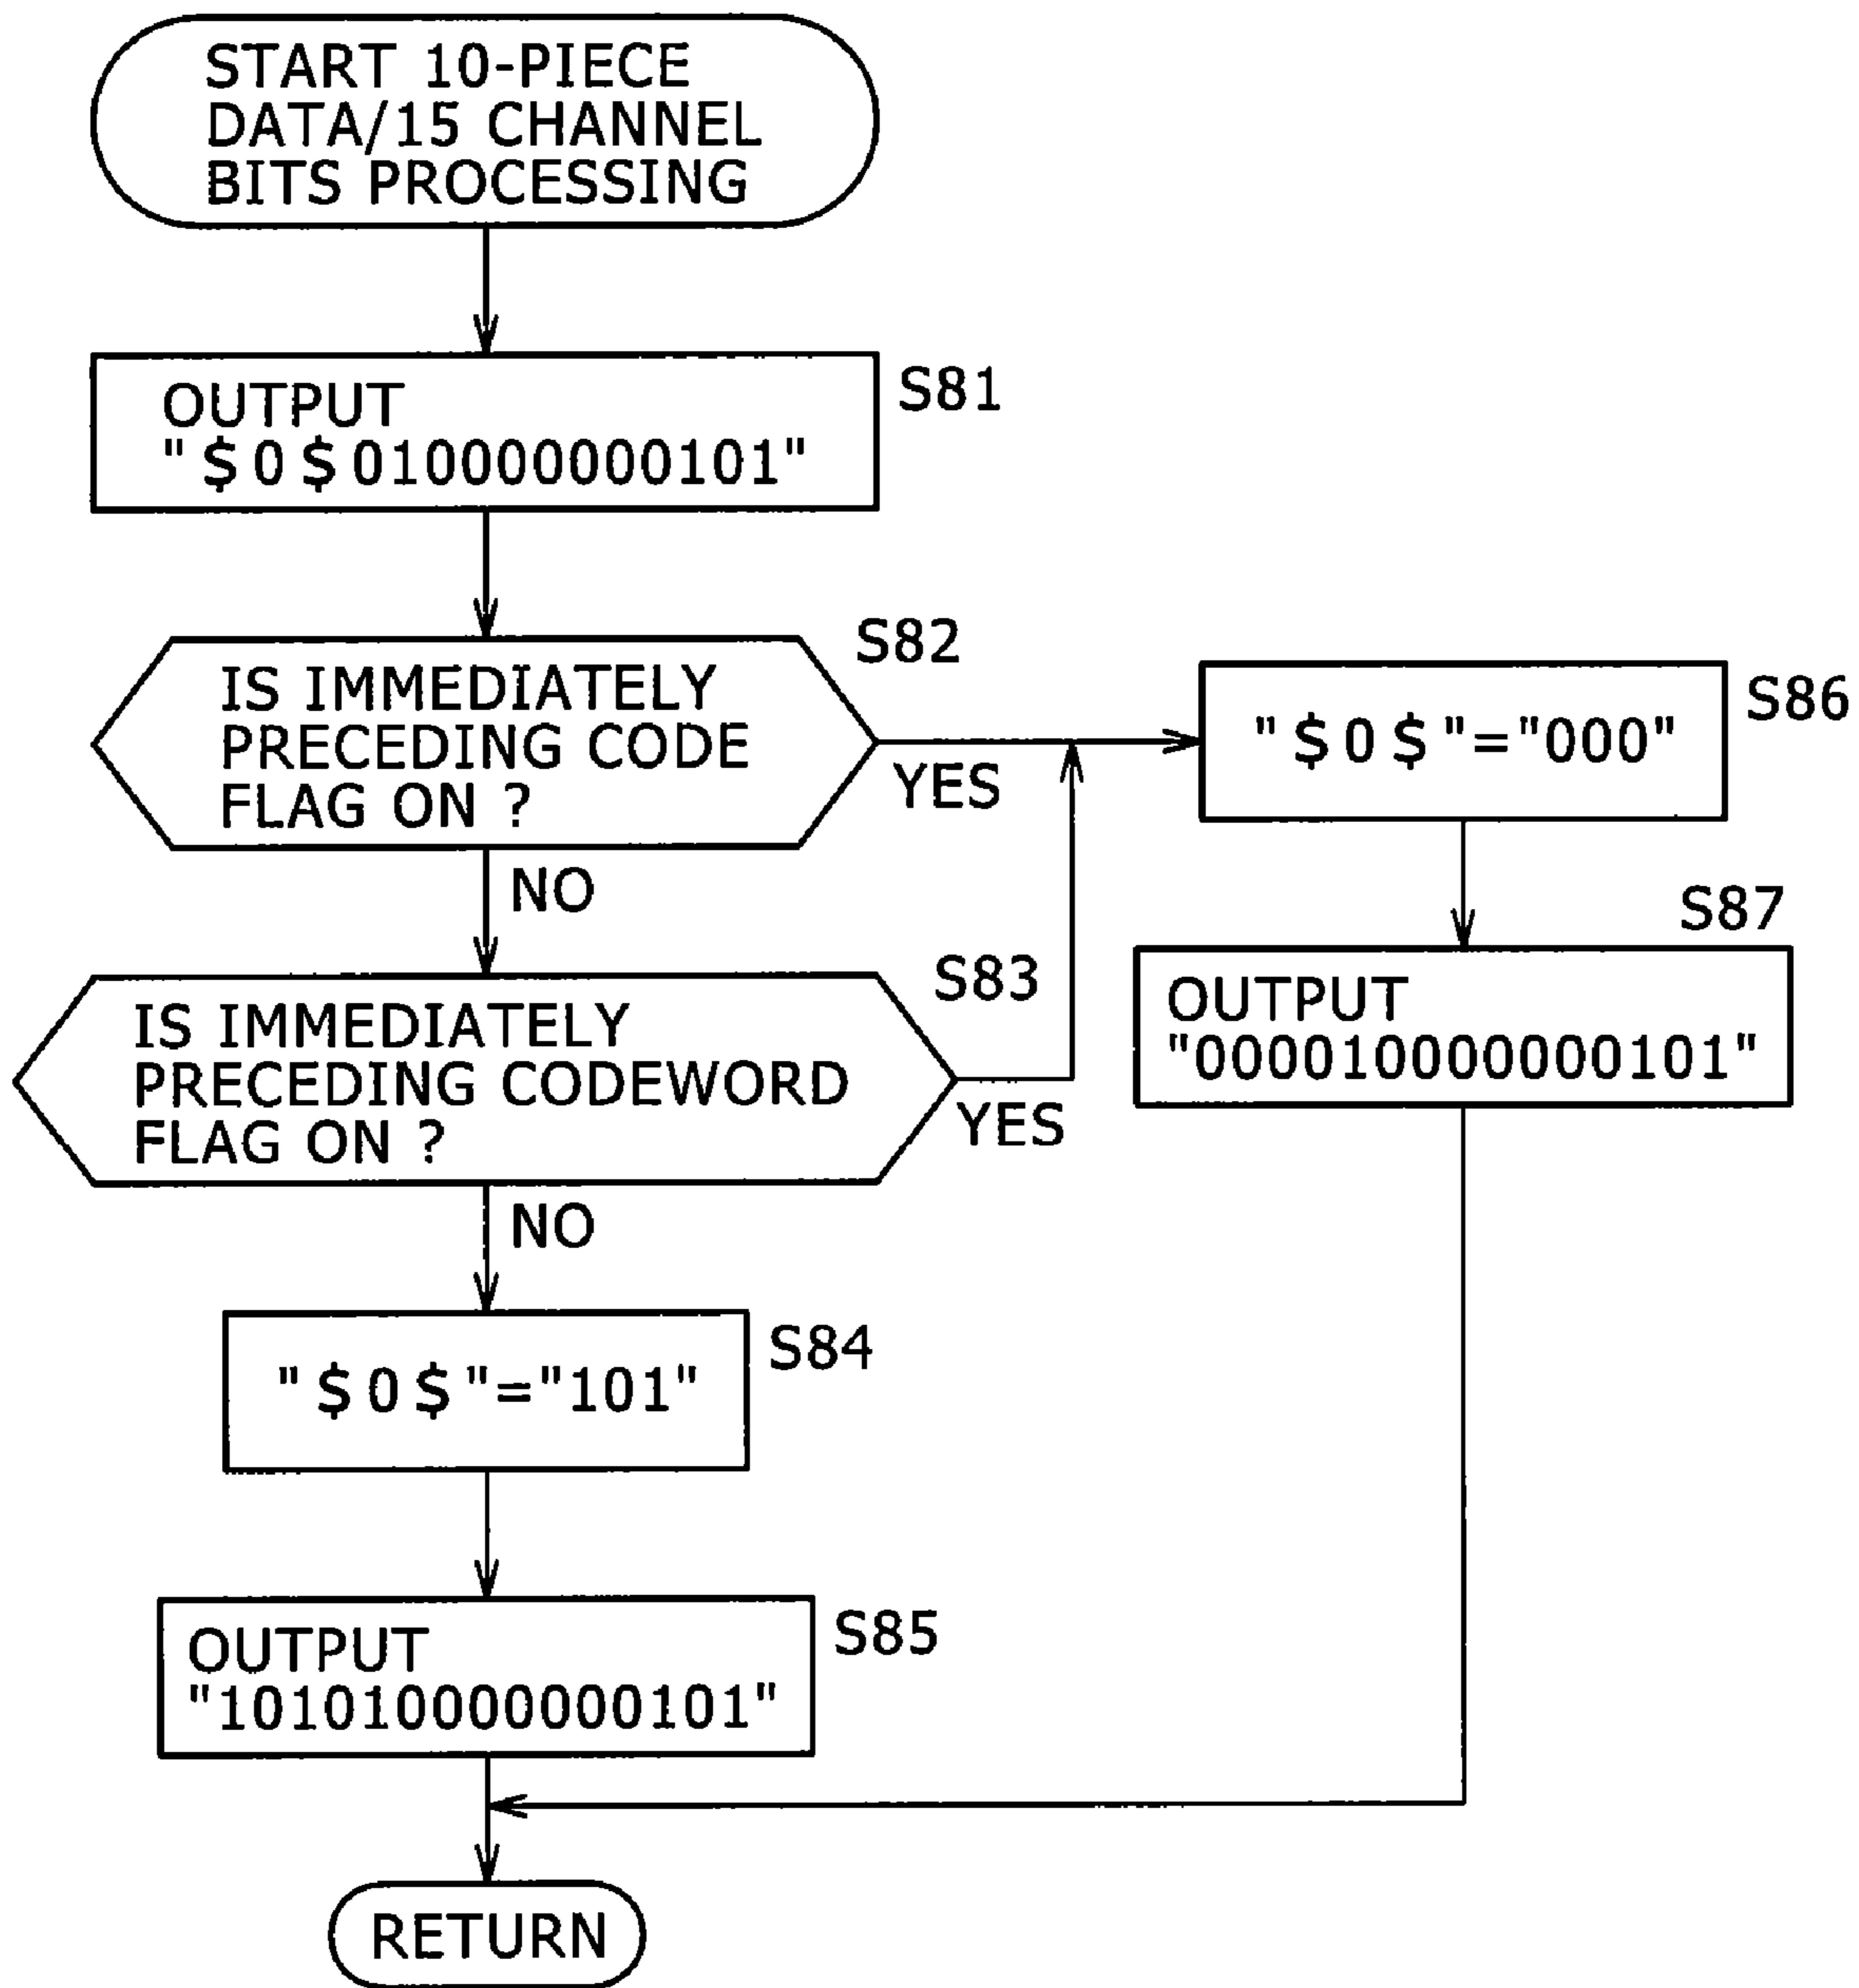 START 10-PIECE
DATA/15 CHANNEL
BITS PROCESSING
OUTPUT
"$0$010000000101"
S81
IS IMMEDIATELY
PRECEDING CODE
FLAG ON ?
S82
YES
NO
"$0$"="000"
S86
OUTPUT
"000010000000101"
S87
IS IMMEDIATELY
PRECEDING CODEWORD
FLAG ON ?
S83
YES
NO
"$0$"="101"
S84
OUTPUT
"101010000000101"
S85
RETURN